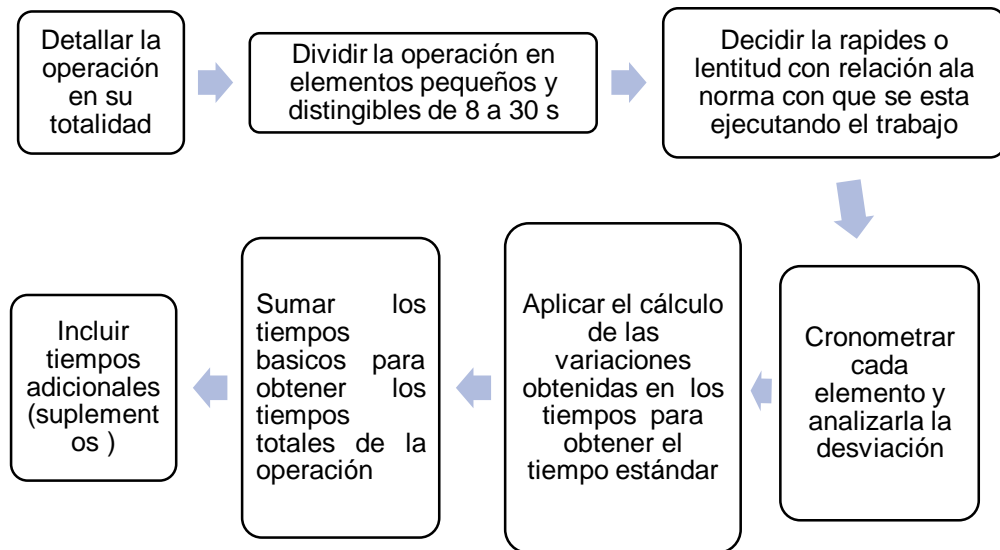 Detallar la
operación
en su
totalidad
Dividir la operación en
elementos pequeños y
distingibles de 8 a 30 s
Decidir la rapides o
lentitud con relación ala
norma con que se esta
ejecutando el trabajo
Cronometrar
cada
elemento y
analizarla la
desviación
Aplicar el cálculo
de las
variaciones
obtenidas en los
tiempos para
obtener el
tiempo estándar
Sumar los
tiempos
basicos para
obtener los
tiempos
totales de la
operación
Incluir
tiempos
adicionales
(suplement
os )